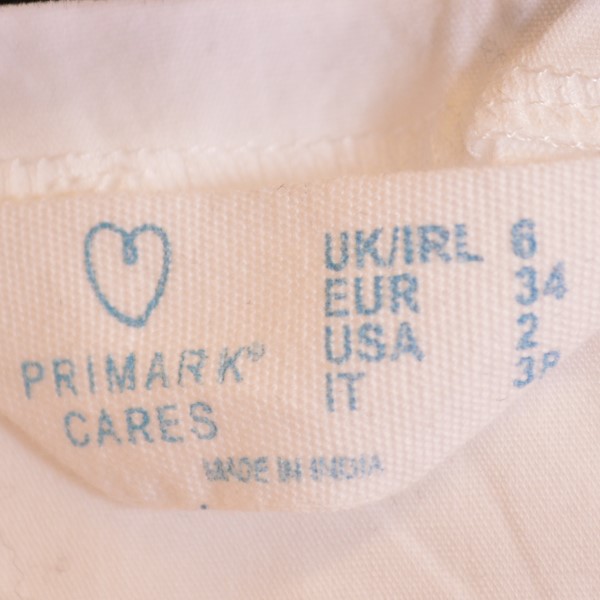 PRIMARK®
CARES
UK/IRL 6
EUR 34
USA 2
IT 38
MADE IN INDIA